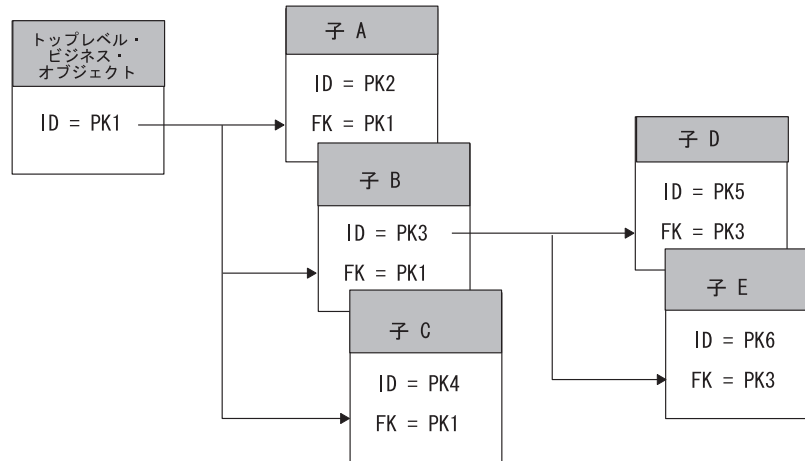 トップレベル・
ビジネス・
オブジェクト
ID = PK1
子 A
ID = PK2
FK = PK1
子 B
ID = PK3
FK = PK1
子 C
ID = PK4
FK = PK1
子 D
ID = PK5
FK = PK3
子 E
ID = PK6
FK = PK3